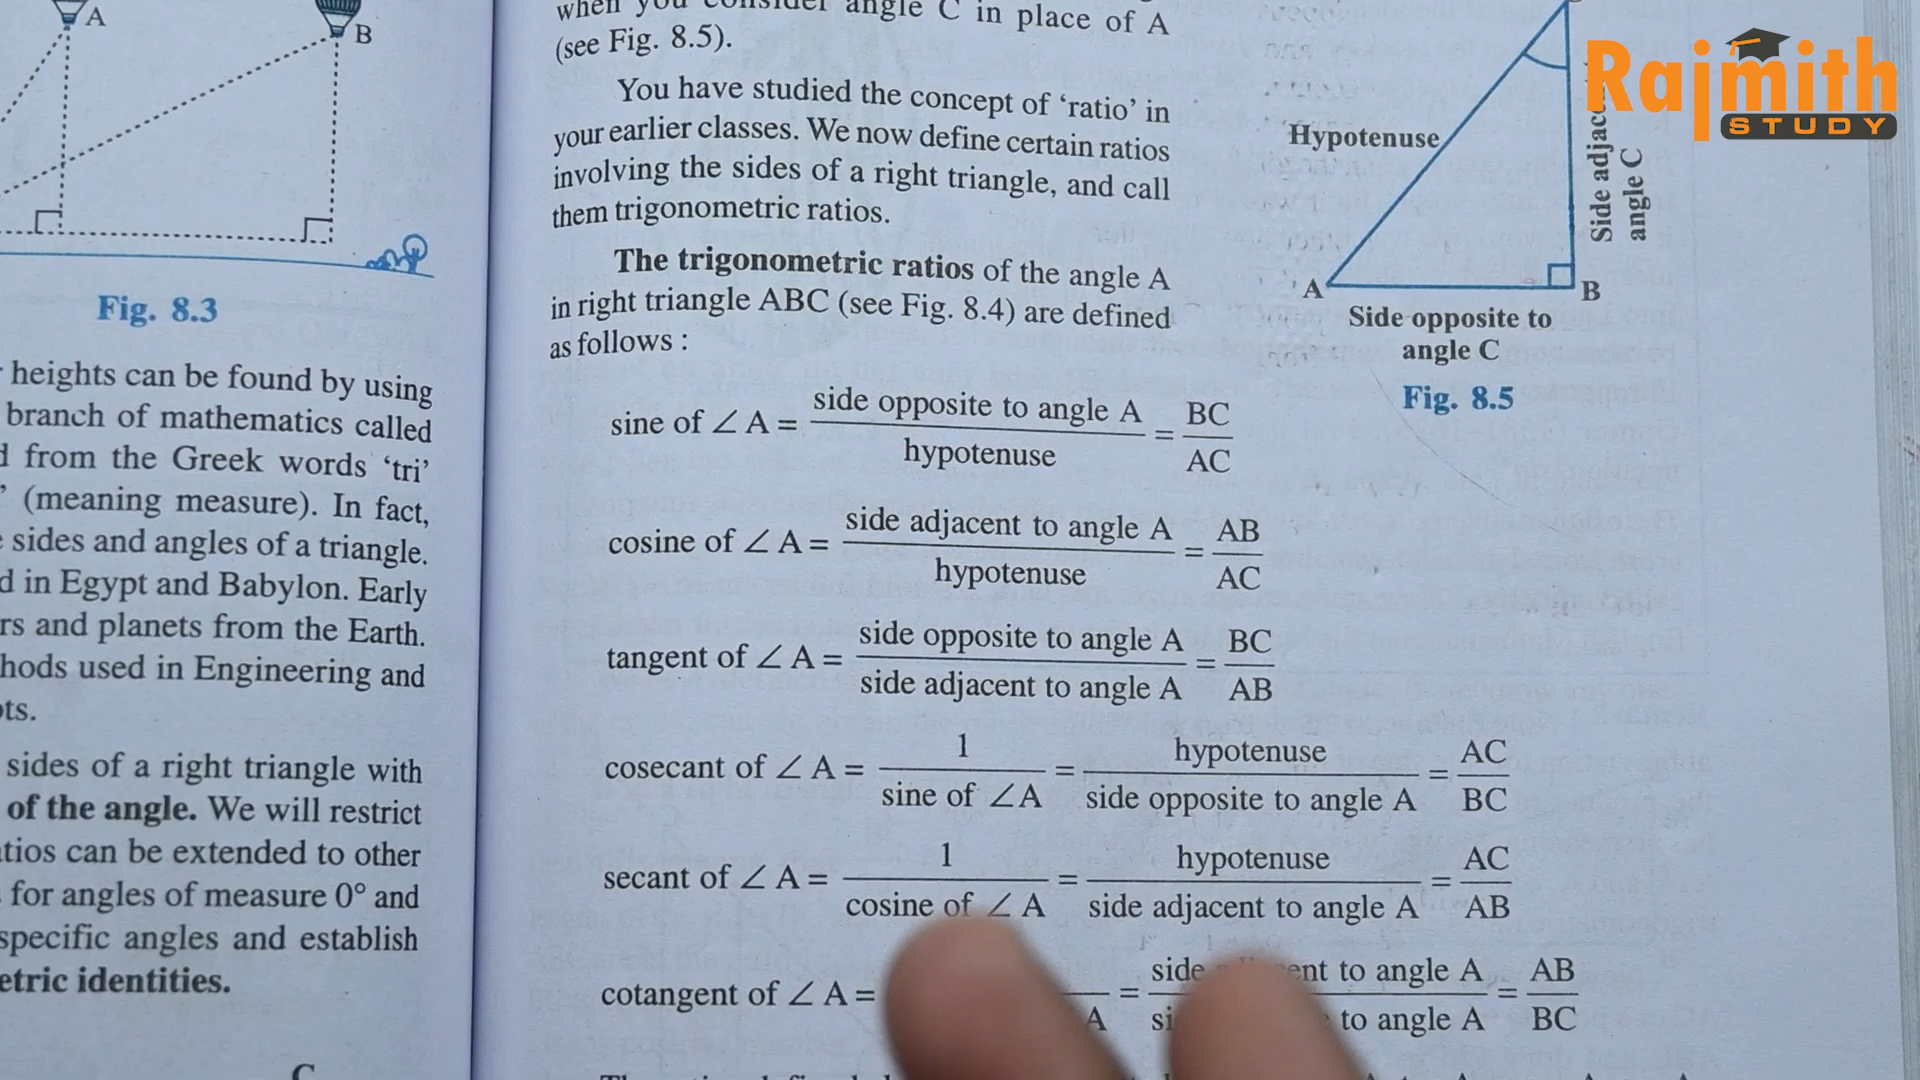 A
B
Fig. 8.3
heights can be found by using
branch of mathematics called
from the Greek words ‘tri’
’ (meaning measure). In fact,
sides and angles of a triangle.
in Egypt and Babylon. Early
and planets from the Earth.
used in Engineering and
sides of a right triangle with
of the angle. We will restrict
can be extended to other
for angles of measure 0° and
specific angles and establish
identities.
C
when you consider angle C in place of A
(see Fig. 8.5).
You have studied the concept of ‘ratio’ in
your earlier classes. We now define certain ratios
involving the sides of a right triangle, and call
them trigonometric ratios.
The trigonometric ratios of the angle A
in right triangle ABC (see Fig. 8.4) are defined
as follows :
Hypotenuse
Side
angle C
A
B
Side opposite to
angle C
Fig. 8.5
sine of ∠ A = side opposite to angle A / hypotenuse = BC / AC
cosine of ∠ A = side adjacent to angle A / hypotenuse = AB / AC
tangent of ∠ A = side opposite to angle A / side adjacent to angle A = BC / AB
cosecant of ∠ A = 1 / sine of ∠A = hypotenuse / side opposite to angle A = AC / BC
secant of ∠ A = 1 / cosine of ∠ A = hypotenuse / side adjacent to angle A = AC / AB
cotangent of ∠ A = A = side to angle A / to angle A = AB / BC
Rajmith
STUDY